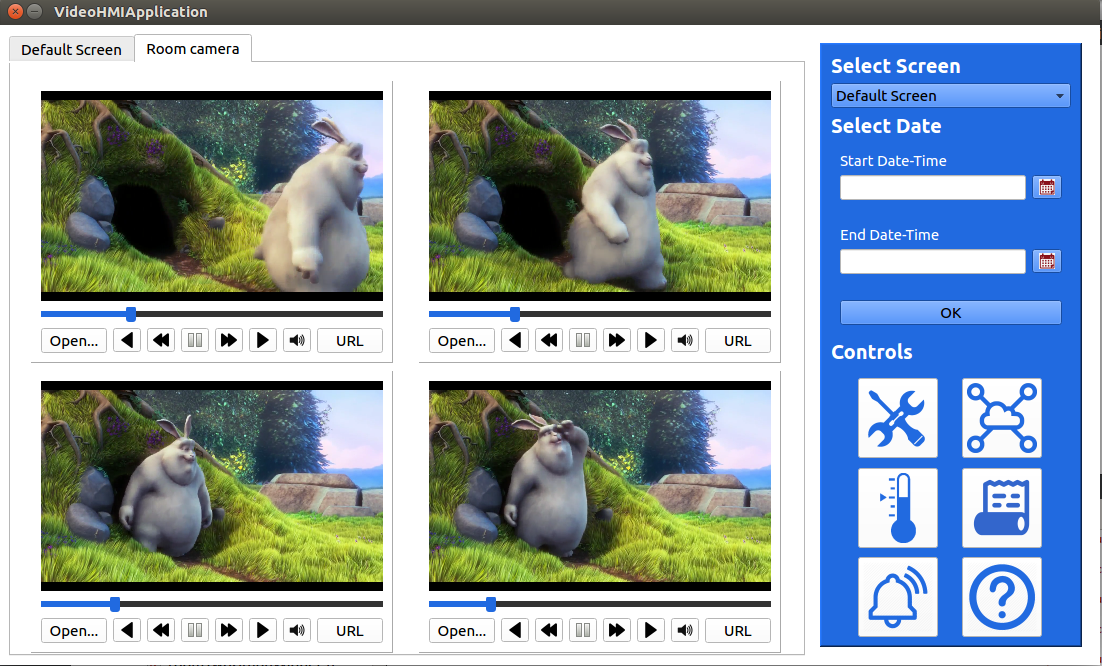 VideoHMIApplication
Default Screen
Room camera
Open...
URL
Open...
URL
Open...
URL
Open...
URL
Select Screen
Default Screen
Select Date
Start Date-Time
End Date-Time
OK
Controls
?